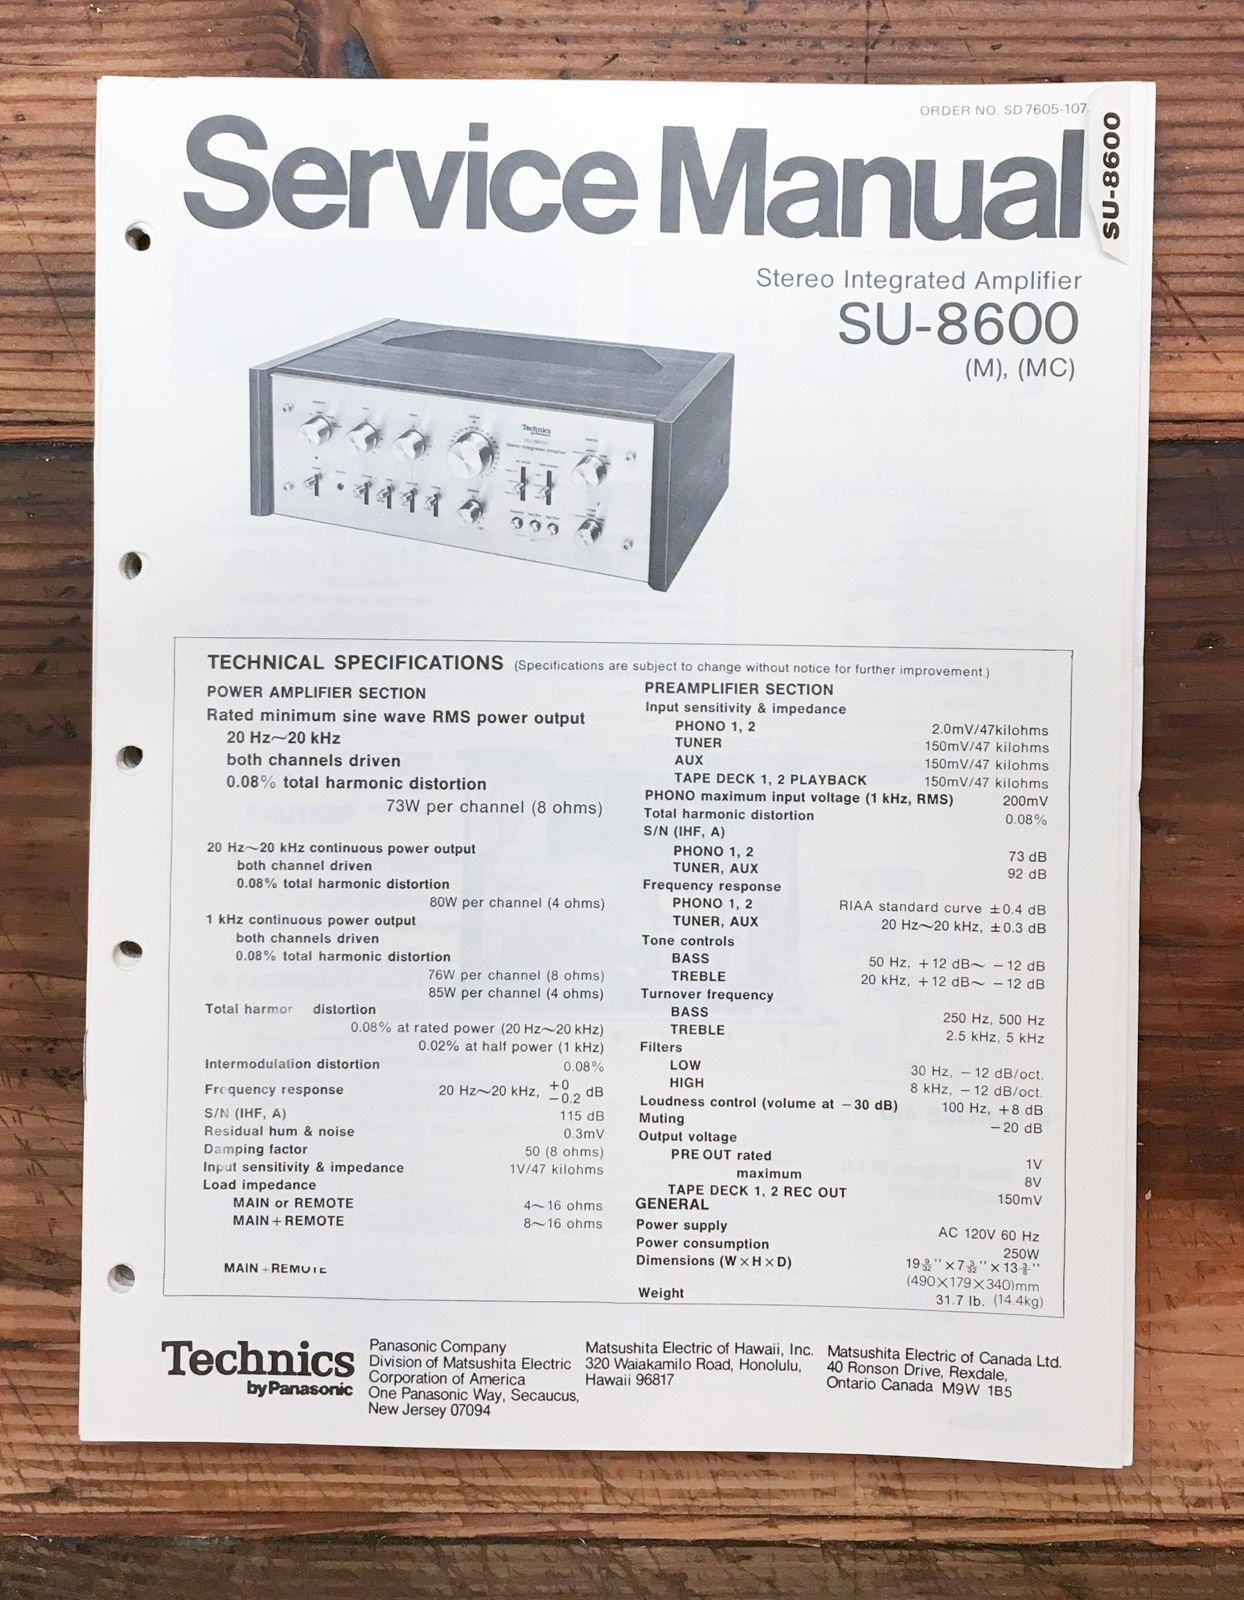 ORDER NO. SD7605-107
SU-8600
Service Manual
Stereo Integrated Amplifier
SU-8600
(M), (MC)
Technics
by Panasonic
Stereo Integrated Amplifier
TECHNICAL SPECIFICATIONS (Specifications are subject to change without notice for further improvement.)
POWER AMPLIFIER SECTION
Rated minimum sine wave RMS power output
20 Hz~20 kHz
both channels driven
0.08% total harmonic distortion
73W per channel (8 ohms)
20 Hz~20 kHz continuous power output
both channel driven
0.08% total harmonic distortion
80W per channel (4 ohms)
1 kHz continuous power output
both channels driven
0.08% total harmonic distortion
76W per channel (8 ohms)
85W per channel (4 ohms)
Total harmor distortion
0.08% at rated power (20 Hz~20 kHz)
0.02% at half power (1 kHz)
Intermodulation distortion 0.08%
Frequency response 20 Hz~20 kHz, +0 −0.2 dB
S/N (IHF, A) 115 dB
Residual hum & noise 0.3mV
Damping factor 50 (8 ohms)
Input sensitivity & impedance 1V/47 kilohms
Load impedance
MAIN or REMOTE 4~16 ohms
MAIN+REMOTE 8~16 ohms
MAIN+REMOTE
PREAMPLIFIER SECTION
Input sensitivity & impedance
PHONO 1, 2 2.0mV/47kilohms
TUNER 150mV/47 kilohms
AUX 150mV/47 kilohms
TAPE DECK 1, 2 PLAYBACK 150mV/47 kilohms
PHONO maximum input voltage (1 kHz, RMS) 200mV
Total harmonic distortion 0.08%
S/N (IHF, A)
PHONO 1, 2 73 dB
TUNER, AUX 92 dB
Frequency response
PHONO 1, 2 RIAA standard curve ±0.4 dB
TUNER, AUX 20 Hz~20 kHz, ±0.3 dB
Tone controls
BASS 50 Hz, +12 dB~ −12 dB
TREBLE 20 kHz, +12 dB~ −12 dB
Turnover frequency
BASS 250 Hz, 500 Hz
TREBLE 2.5 kHz, 5 kHz
Filters
LOW 30 Hz, −12 dB/oct.
HIGH 8 kHz, −12 dB/oct.
Loudness control (volume at −30 dB) 100 Hz, +8 dB
Muting −20 dB
Output voltage
PRE OUT rated 1V
maximum 8V
TAPE DECK 1, 2 REC OUT 150mV
GENERAL
Power supply AC 120V 60 Hz
Power consumption 250W
Dimensions (W×H×D) 19 9/32''×7 3/32''×13 3/8''
(490×179×340)mm
Weight 31.7 lb. (14.4kg)
Technics
by Panasonic
Panasonic Company
Division of Matsushita Electric
Corporation of America
One Panasonic Way, Secaucus,
New Jersey 07094
Matsushita Electric of Hawaii, Inc.
320 Waiakamilo Road, Honolulu,
Hawaii 96817
Matsushita Electric of Canada Ltd.
40 Ronson Drive, Rexdale,
Ontario Canada M9W 1B5